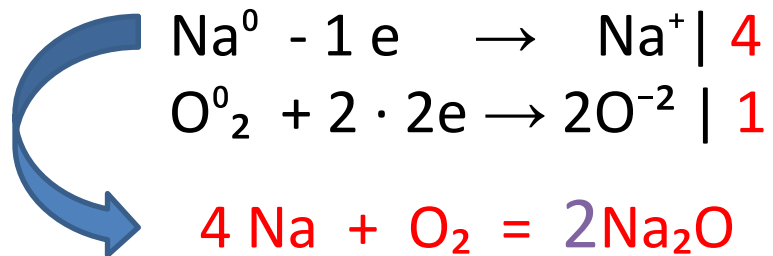 Na⁰ - 1 e → Na⁺| 4
O⁰₂ + 2 · 2e → 2O⁻² | 1
4 Na + O₂ = 2Na₂O